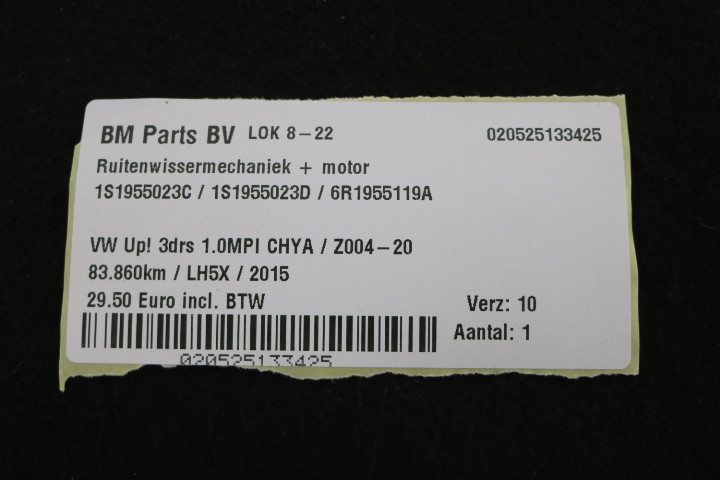 BM Parts BV LOK 8-22 020525133425
Ruitenwissermechaniek + motor
1S1955023C / 1S1955023D / 6R1955119A
VW Up! 3drs 1.0MPI CHYA / Z004-20
83.860km / LH5X / 2015
29.50 Euro incl. BTW Verz: 10
Aantal: 1
020525133425